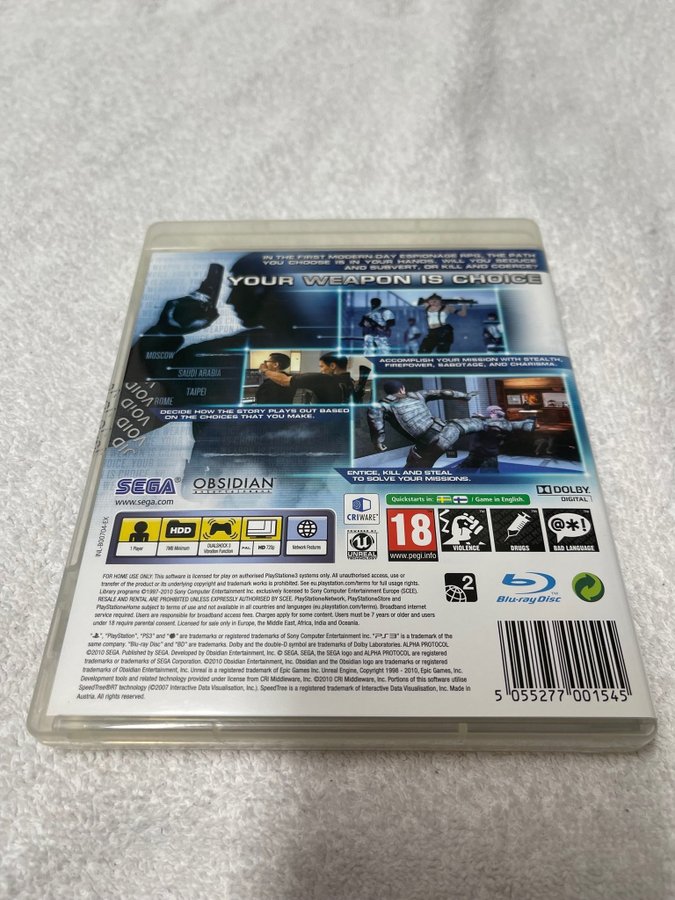 IN THE FIRST MODERN-DAY ESPIONAGE RPG, THE PATH
YOU CHOOSE IS IN YOUR HANDS. WILL YOU SEDUCE
AND SUBVERT, OR KILL AND COERCE?
YOUR WEAPON IS CHOICE
MOSCOW
SAUDI ARABIA
TAIPEI
ROME
ACCOMPLISH YOUR MISSION WITH STEALTH,
FIREPOWER, SABOTAGE, AND CHARISMA.
DECIDE HOW THE STORY PLAYS OUT BASED
ON THE CHOICES THAT YOU MAKE.
VOID
VOID
VOID
ENTICE, KILL AND STEAL
TO SOLVE YOUR MISSIONS.
SEGA®
www.sega.com
OBSIDIAN
ENTERTAINMENT
CRIWARE
Quickstarts in: / Game in English.
DOLBY
DIGITAL
INL-B00704-EX
1 Player
HDD
7MB Minimum
DUALSHOCK 3
Vibration Function
PAL
HD 720p
Network Features
POWERED BY
UNREAL
TECHNOLOGY
18
www.pegi.info
VIOLENCE
DRUGS
@*!
BAD LANGUAGE
FOR HOME USE ONLY. This software is licensed for play on authorised PlayStation3 systems only. All unauthorised access, use or
transfer of the product or its underlying copyright and trademark works is prohibited. See eu.playstation.com/terms for full usage rights.
Library programs ©1997-2010 Sony Computer Entertainment Inc. exclusively licensed to Sony Computer Entertainment Europe (SCEE).
RESALE AND RENTAL ARE PROHIBITED UNLESS EXPRESSLY AUTHORISED BY SCEE. PlayStation®Network, PlayStation®Store and
PlayStation®Home subject to terms of use and not available in all countries and languages (eu.playstation.com/terms). Broadband internet
service required. Users are responsible for broadband access fees. Charges apply for some content. Users must be 7 years or older and users
under 18 require parental consent. Licensed for sale only in Europe, the Middle East, Africa, India and Oceania.
2
Blu-ray Disc
"PlayStation", "PS3" and are trademarks or registered trademarks of Sony Computer Entertainment Inc. "PS3" is a trademark of the
same company. "Blu-ray Disc" and "BD" are trademarks. Dolby and the double-D symbol are trademarks of Dolby Laboratories. ALPHA PROTOCOL
©2010 SEGA. Published by SEGA. Developed by Obsidian Entertainment, Inc. © SEGA. SEGA, the SEGA logo and ALPHA PROTOCOL are registered
trademarks or trademarks of SEGA Corporation. ©2010 Obsidian Entertainment, Inc. Obsidian and the Obsidian logo are trademarks or registered
trademarks of Obsidian Entertainment, Inc. Unreal is a registered trademark of Epic Games Inc. Unreal Engine, Copyright 1998 - 2010, Epic Games, Inc.
Development tools and related technology provided under license from CRI Middleware, Inc. ©2010 CRI Middleware, Inc. Portions of this software utilise
SpeedTree®RT technology (©2007 Interactive Data Visualisation, Inc.). SpeedTree is a registered trademark of Interactive Data Visualisation, Inc. Made in
Austria. All rights reserved.
5 055277 001545